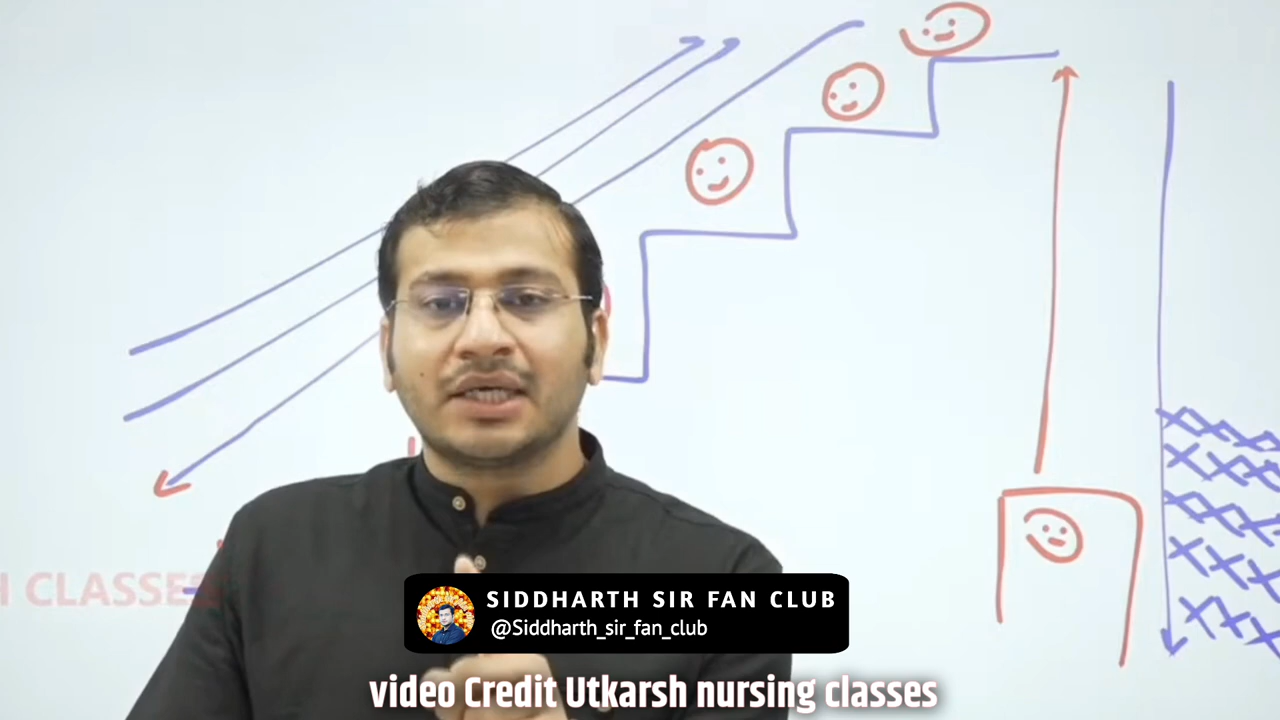 H CLASSES
SIDDHARTH SIR FAN CLUB
@Siddharth_sir_fan_club
video Credit Utkarsh nursing classes